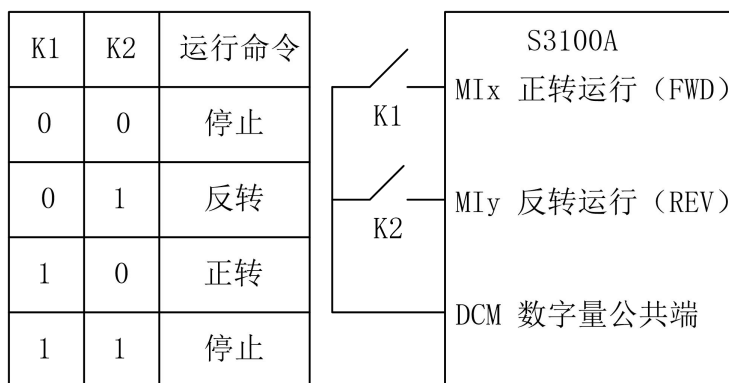 K1 K2 运行命令
0 0 停止
0 1 反转
1 0 正转
1 1 停止
K1
K2
S3100A
MIx 正转运行（FWD）
MIy 反转运行（REV）
DCM 数字量公共端